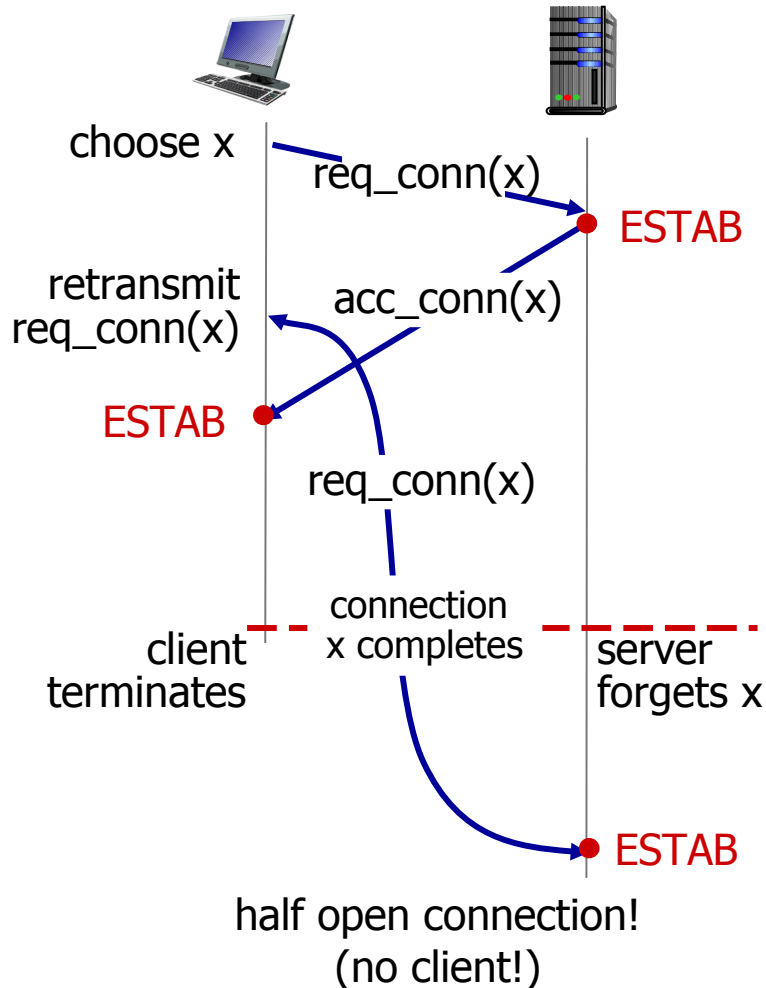 choose x
req_conn(x)
ESTAB
retransmit
req_conn(x)
acc_conn(x)
ESTAB
req_conn(x)
connection
x completes
client
terminates
server
forgets x
ESTAB
half open connection!
(no client!)